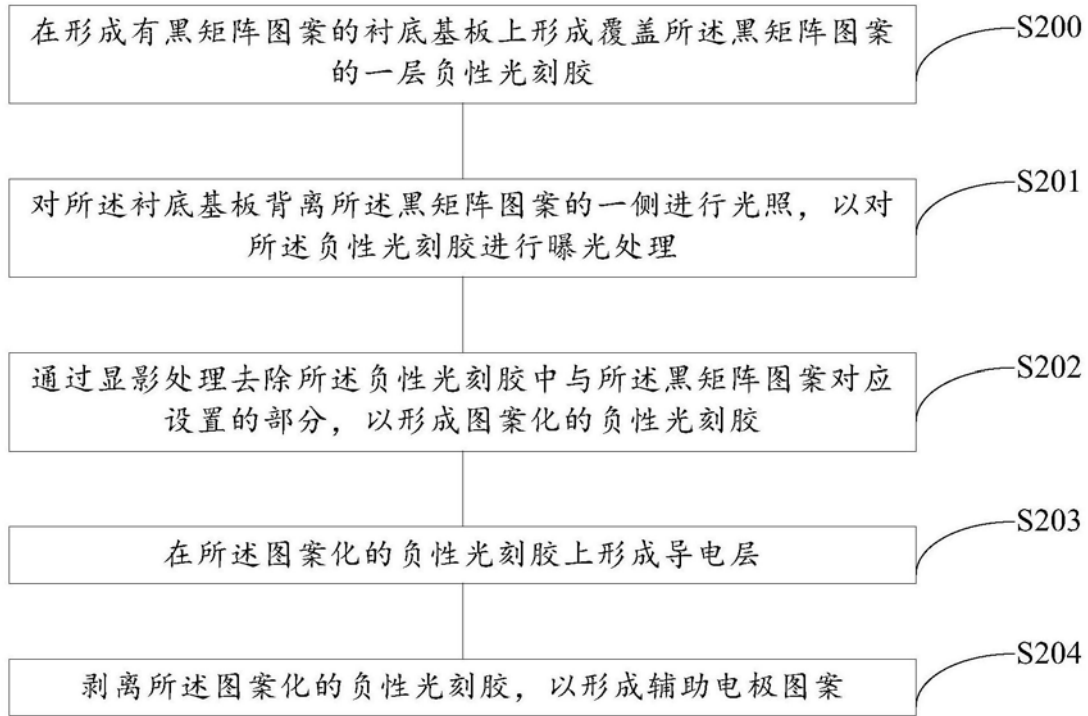 在形成有黑矩阵图案的衬底基板上形成覆盖所述黑矩阵图案
的一层负性光刻胶
S200
对所述衬底基板背离所述黑矩阵图案的一侧进行光照，以对
所述负性光刻胶进行曝光处理
S201
通过显影处理去除所述负性光刻胶中与所述黑矩阵图案对应
设置的部分，以形成图案化的负性光刻胶
S202
在所述图案化的负性光刻胶上形成导电层
S203
剥离所述图案化的负性光刻胶，以形成辅助电极图案
S204